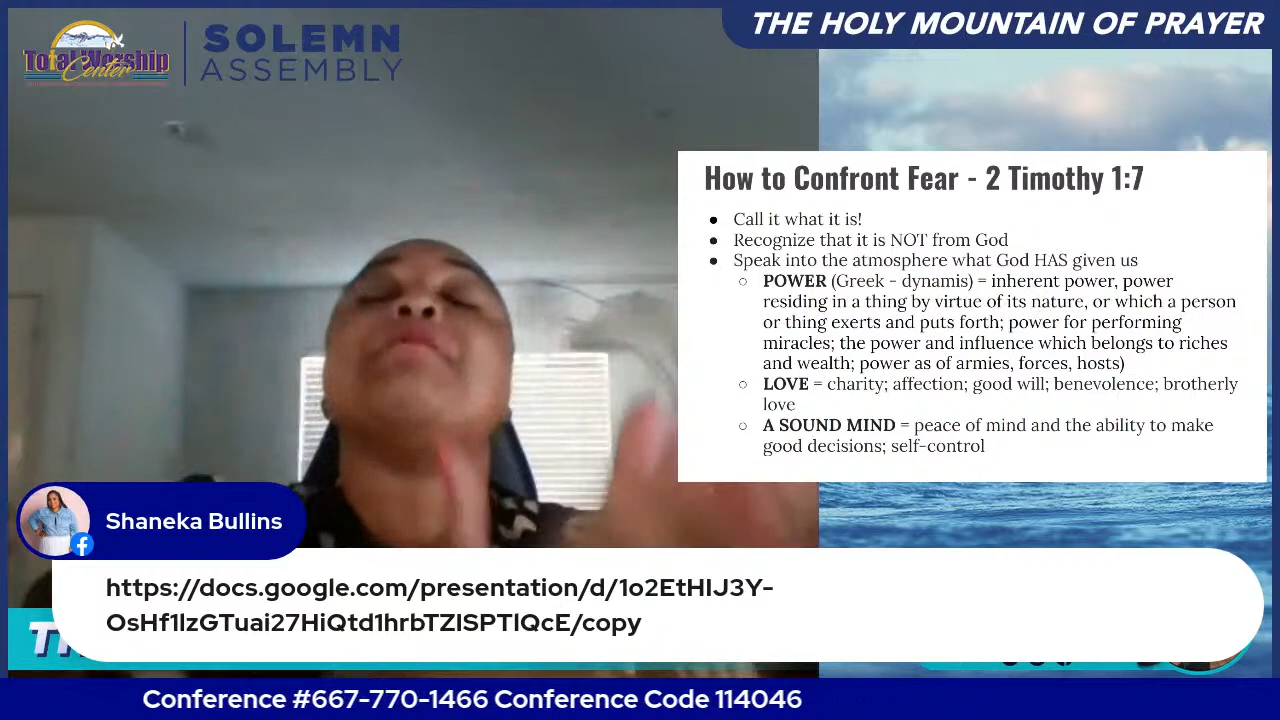 THE HOLY MOUNTAIN OF PRAYER
Total Worship
Center
SOLEMN
ASSEMBLY
How to Confront Fear - 2 Timothy 1:7
● Call it what it is!
● Recognize that it is NOT from God
● Speak into the atmosphere what God HAS given us
○ POWER (Greek - dynamis) = inherent power, power
residing in a thing by virtue of its nature, or which a person
or thing exerts and puts forth; power for performing
miracles; the power and influence which belongs to riches
and wealth; power as of armies, forces, hosts)
○ LOVE = charity; affection; good will; benevolence; brotherly
love
○ A SOUND MIND = peace of mind and the ability to make
good decisions; self-control
Shaneka Bullins
https://docs.google.com/presentation/d/1o2EtHIJ3Y-
OsHf1lzGTuai27HiQtd1hrbTZISPTlQcE/copy
Conference #667-770-1466 Conference Code 114046